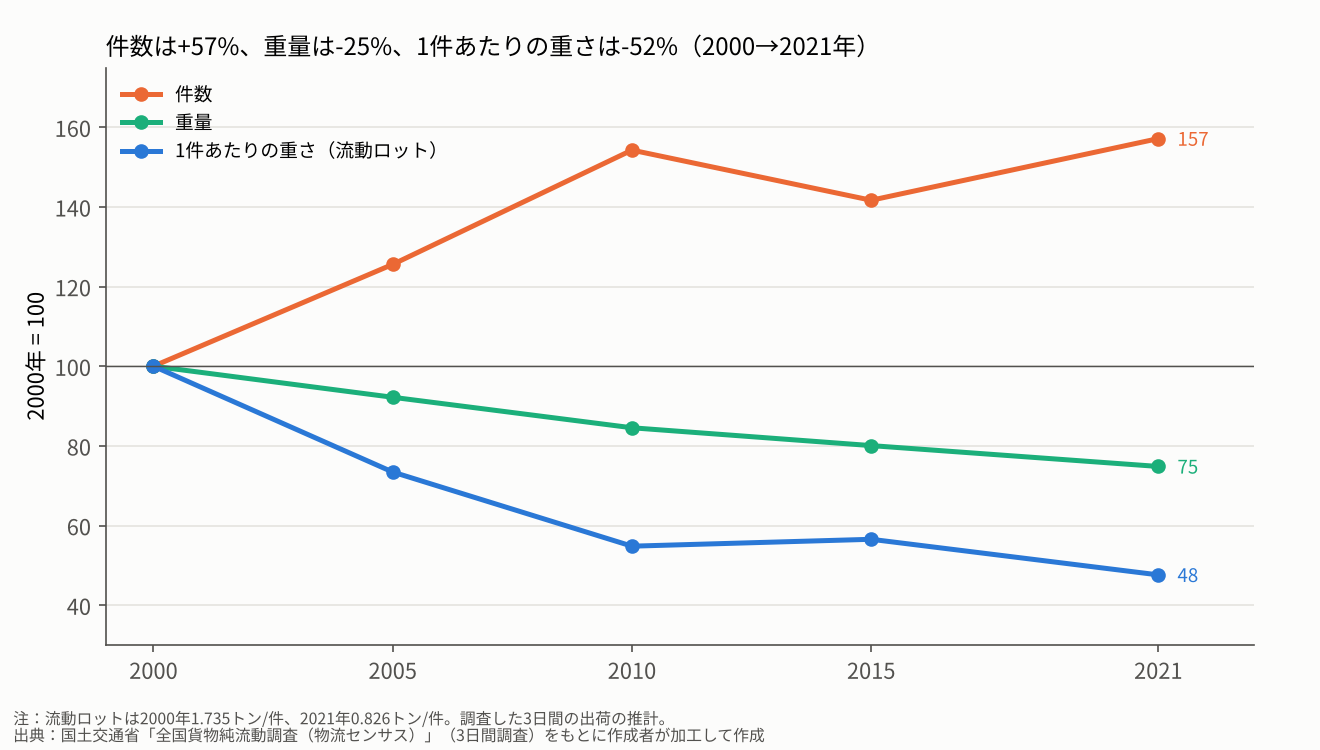 件数は+57%、重量は-25%、1件あたりの重さは-52%（2000→2021年）
件数
重量
1件あたりの重さ（流動ロット）
2000年 = 100
160
140
120
100
80
60
40
157
75
48
2000
2005
2010
2015
2021
注：流動ロットは2000年1.735トン/件、2021年0.826トン/件。調査した3日間の出荷の推計。
出典：国土交通省「全国貨物純流動調査（物流センサス）」（3日間調査）をもとに作成者が加工して作成